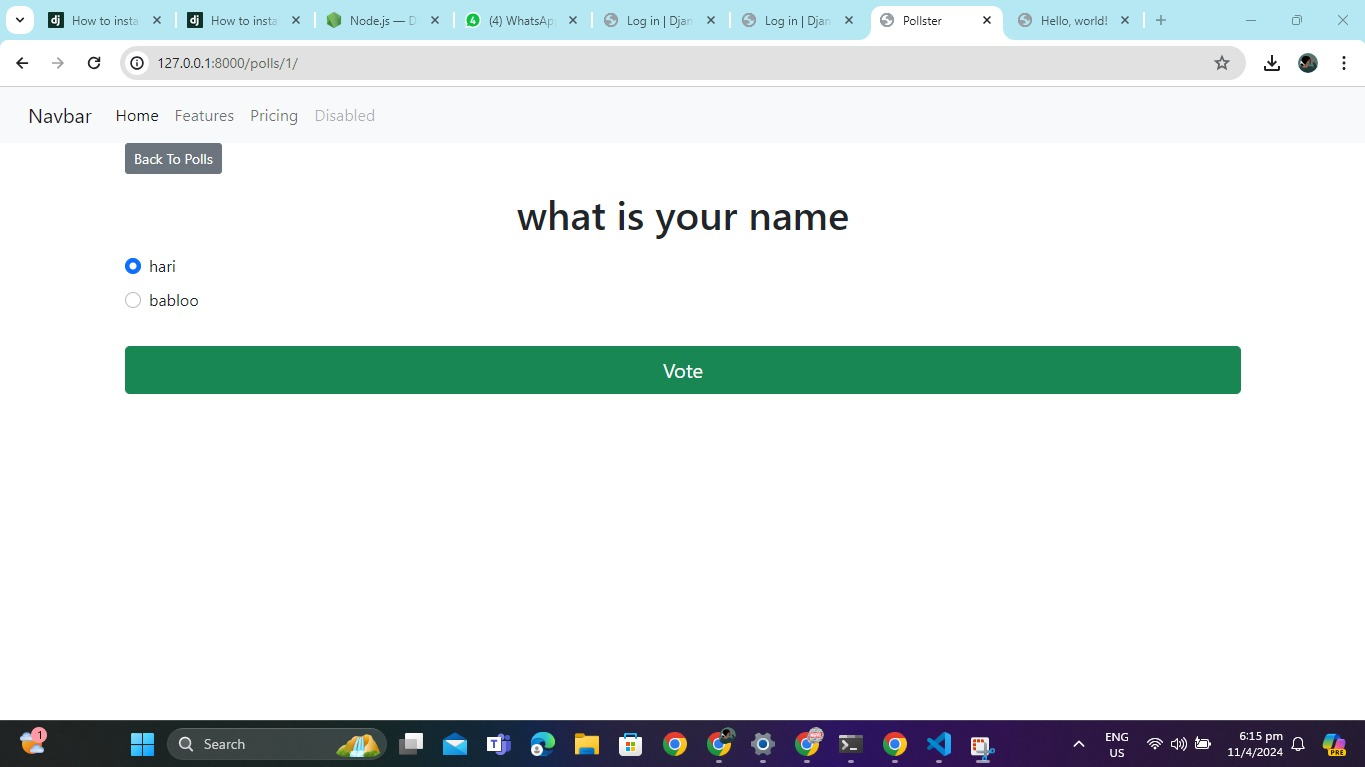 How to insta
How to insta
Node.js — D
(4) WhatsAp
Log in | Djan
Log in | Djan
Pollster
Hello, world!
127.0.0.1:8000/polls/1/
Navbar Home Features Pricing Disabled
Back To Polls
what is your name
hari
babloo
Vote
1
Search
ENG
US
6:15 pm
11/4/2024
PRE